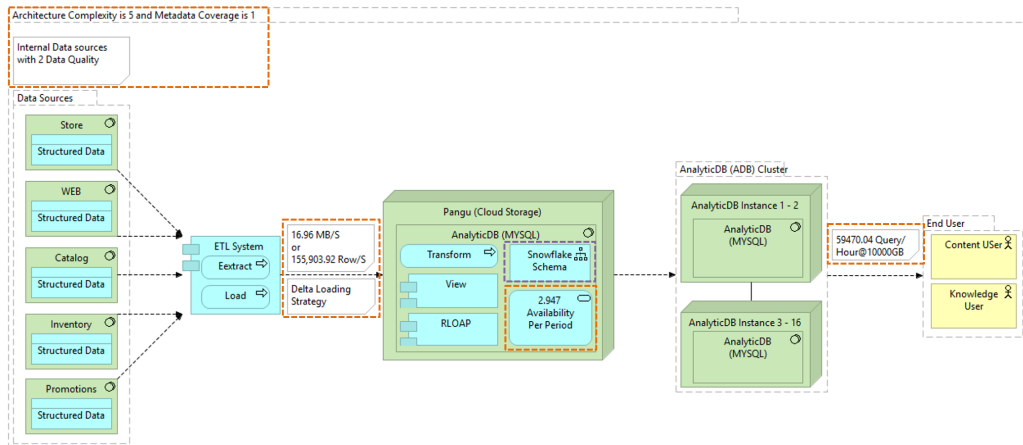 Architecture Complexity is 5 and Metadata Coverage is 1
Internal Data sources
with 2 Data Quality
Data Sources
Store
Structured Data
WEB
Structured Data
Catalog
Structured Data
Inventory
Structured Data
Promotions
Structured Data
ETL System
Eextract
Load
16.96 MB/S
or
155,903.92 Row/S
Delta Loading
Strategy
Pangu (Cloud Storage)
AnalyticDB (MYSQL)
Transform
View
RLOAP
Snowflake
Schema
2.947
Availability
Per Period
AnalyticDB (ADB) Cluster
AnalyticDB Instance 1 - 2
AnalyticDB
(MYSQL)
AnalyticDB Instance 3 - 16
AnalyticDB
(MYSQL)
59470.04 Query/
Hour@10000GB
End User
Content USer
Knowledge
User